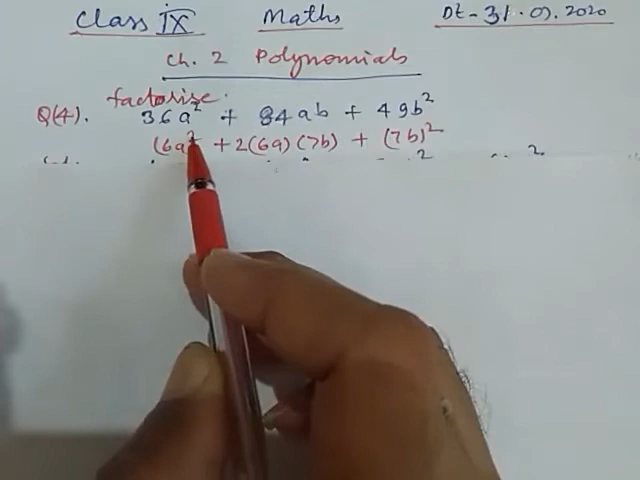 Class IX Maths Dt - 31.07.2020
Ch. 2 Polynomials
factorise:
Q(4). 36a² + 84ab + 49b²
(6a)² + 2(6a)(7b) + (7b)²